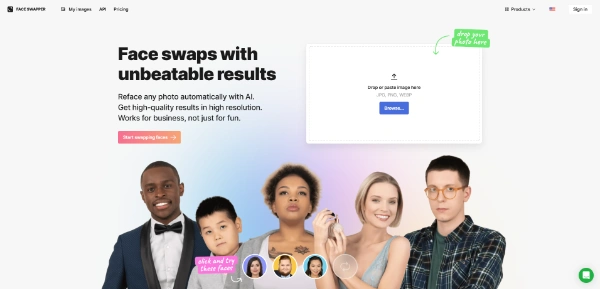 FACE SWAPPER
My images
API
Pricing
Products
Sign in
drop your
photo here
Face swaps with
unbeatable results
Reface any photo automatically with AI.
Get high-quality results in high resolution.
Works for business, not just for fun.
Start swapping faces
Drop or paste image here
JPG, PNG, WEBP
Browse...
click and try
these faces